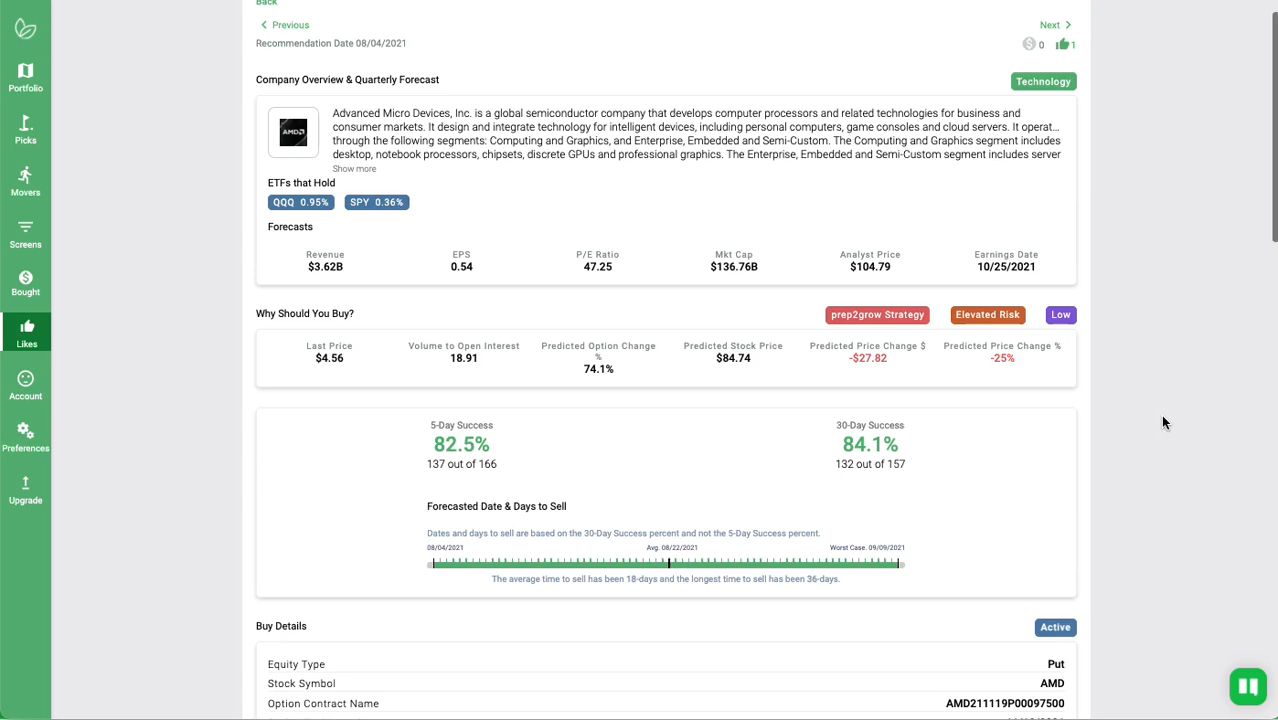 Back
Previous
Next
Recommendation Date 08/04/2021
0
1
Portfolio
Picks
Movers
Screens
Bought
Likes
Account
Preferences
Upgrade
Company Overview & Quarterly Forecast
Technology
AMD
Advanced Micro Devices, Inc. is a global semiconductor company that develops computer processors and related technologies for business and
consumer markets. It design and integrate technology for intelligent devices, including personal computers, game consoles and cloud servers. It operat...
through the following segments: Computing and Graphics, and Enterprise, Embedded and Semi-Custom. The Computing and Graphics segment includes
desktop, notebook processors, chipsets, discrete GPUs and professional graphics. The Enterprise, Embedded and Semi-Custom segment includes server
Show more
ETFs that Hold
QQQ 0.95% SPY 0.36%
Forecasts
Revenue EPS P/E Ratio Mkt Cap Analyst Price Earnings Date
$3.62B 0.54 47.25 $136.76B $104.79 10/25/2021
Why Should You Buy?
prep2grow Strategy Elevated Risk Low
Last Price Volume to Open Interest Predicted Option Change Predicted Stock Price Predicted Price Change $ Predicted Price Change %
%
$4.56 18.91 74.1% $84.74 -$27.82 -25%
5-Day Success 30-Day Success
82.5% 84.1%
137 out of 166 132 out of 157
Forecasted Date & Days to Sell
Dates and days to sell are based on the 30-Day Success percent and not the 5-Day Success percent.
08/04/2021 Avg. 08/22/2021 Worst Case. 09/09/2021
The average time to sell has been 18-days and the longest time to sell has been 36-days.
Buy Details
Active
Equity Type Put
Stock Symbol AMD
Option Contract Name AMD211119P00097500